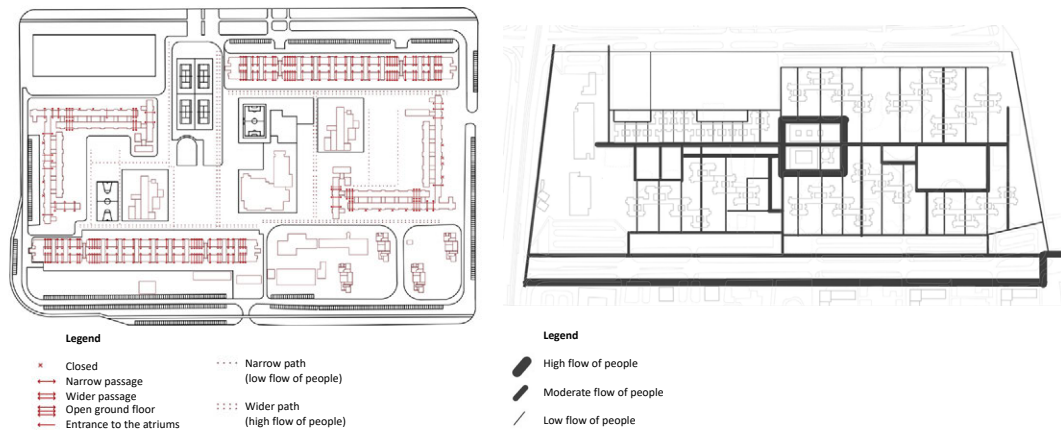 Legend
Closed
Narrow passage
Wider passage
Open ground floor
Entrance to the atriums
Narrow path
(low flow of people)
Wider path
(high flow of people)
Legend
High flow of people
Moderate flow of people
Low flow of people